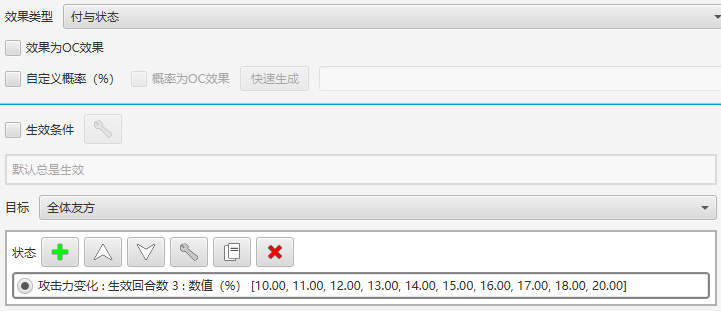 效果类型 付与状态
效果为OC效果
自定义概率（%） 概率为OC效果 快速生成
生效条件
默认总是生效
目标 全体友方
状态
攻击力变化 : 生效回合数 3 : 数值（%） [10.00, 11.00, 12.00, 13.00, 14.00, 15.00, 16.00, 17.00, 18.00, 20.00]